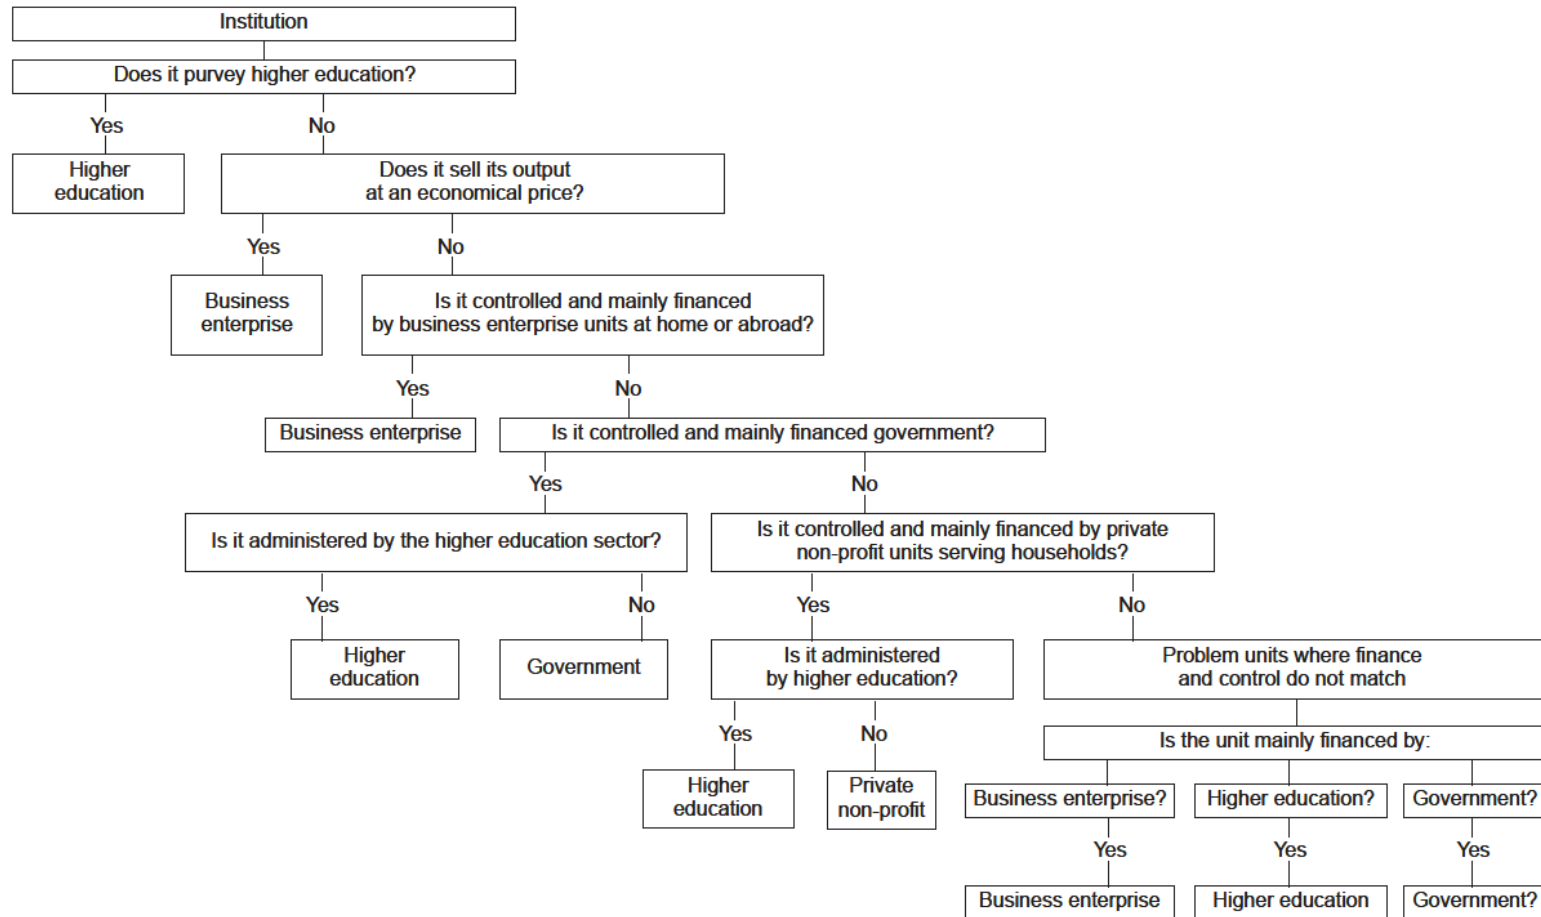 Institution
Does it purvey higher education?
Yes
No
Higher
education
Does it sell its output
at an economical price?
Yes
No
Business
enterprise
Is it controlled and mainly financed
by business enterprise units at home or abroad?
Yes
No
Business enterprise
Is it controlled and mainly financed government?
Yes
No
Is it administered by the higher education sector?
Is it controlled and mainly financed by private
non-profit units serving households?
Yes
No
Yes
No
Higher
education
Government
Is it administered
by higher education?
Problem units where finance
and control do not match
Yes
No
Is the unit mainly financed by:
Higher
education
Private
non-profit
Business enterprise?
Higher education?
Government?
Yes
Yes
Yes
Business enterprise
Higher education
Government?